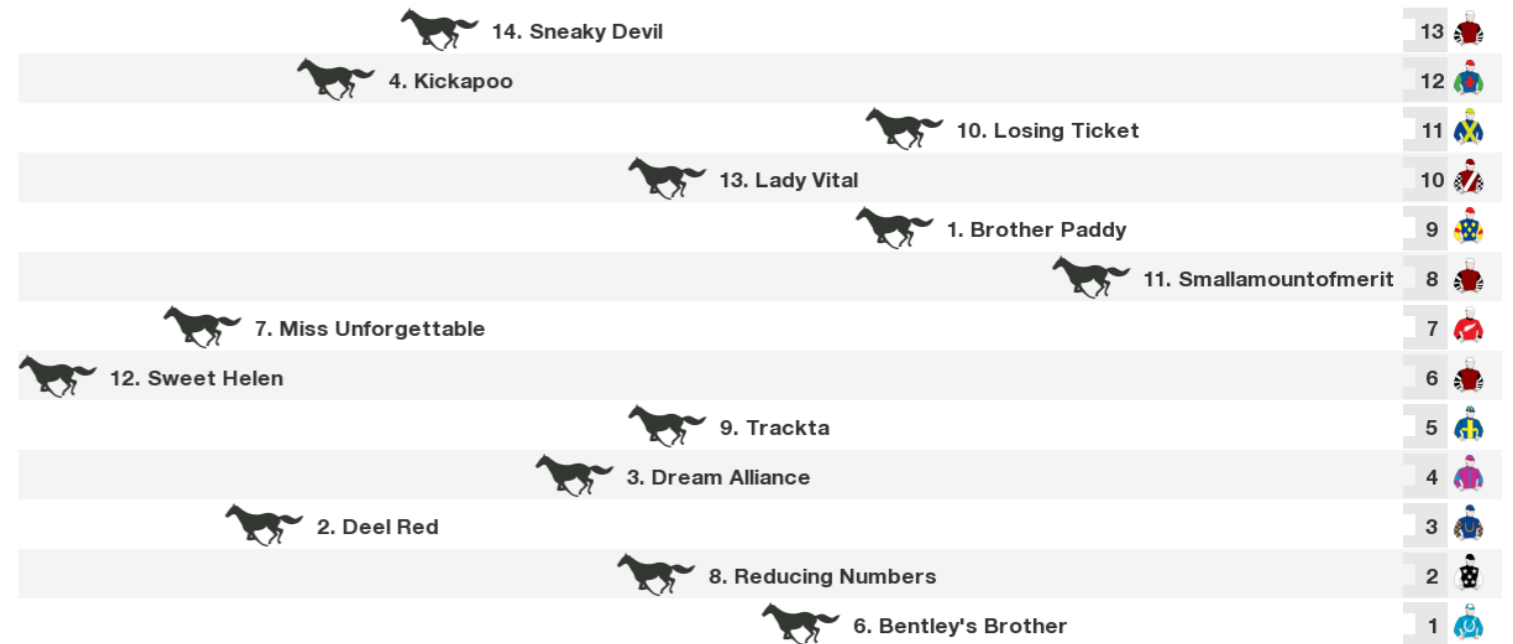 14. Sneaky Devil 13
4. Kickapoo 12
10. Losing Ticket 11
13. Lady Vital 10
1. Brother Paddy 9
11. Smallamountofmerit 8
7. Miss Unforgettable 7
12. Sweet Helen 6
9. Trackta 5
3. Dream Alliance 4
2. Deel Red 3
8. Reducing Numbers 2
6. Bentley's Brother 1